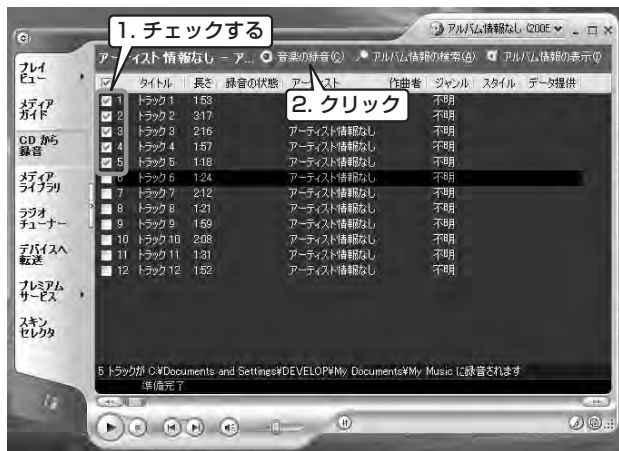 1. チェックする
アルバム情報なし (200E
アーティスト情報なし - ア... 音楽の録音(C) アルバム情報の検索(A) アルバム情報の表示(I)
2. クリック
プレイ
ビュー
メディア
ガイド
CD から
録音
メディア
ライブラリ
ラジオ
チューナー
デバイスへ
転送
プレミアム
サービス
スキン
セレクタ
タイトル 長さ 録音の状態 アーティスト 作曲者 ジャンル スタイル データ提供
1 トラック 1 1:53 不明
2 トラック 2 3:17 不明
3 トラック 3 2:16 アーティスト情報なし 不明
4 トラック 4 1:57 アーティスト情報なし 不明
5 トラック 5 1:18 アーティスト情報なし 不明
6 トラック 6 1:24 アーティスト情報なし 不明
7 トラック 7 2:12 アーティスト情報なし 不明
8 トラック 8 1:21 アーティスト情報なし 不明
9 トラック 9 1:59 アーティスト情報なし 不明
10 トラック 10 2:08 アーティスト情報なし 不明
11 トラック 11 1:31 アーティスト情報なし 不明
12 トラック 12 1:52 アーティスト情報なし 不明
5 トラックが C:¥Documents and Settings¥DEVELOP¥My Documents¥My Music に録音されます
準備完了